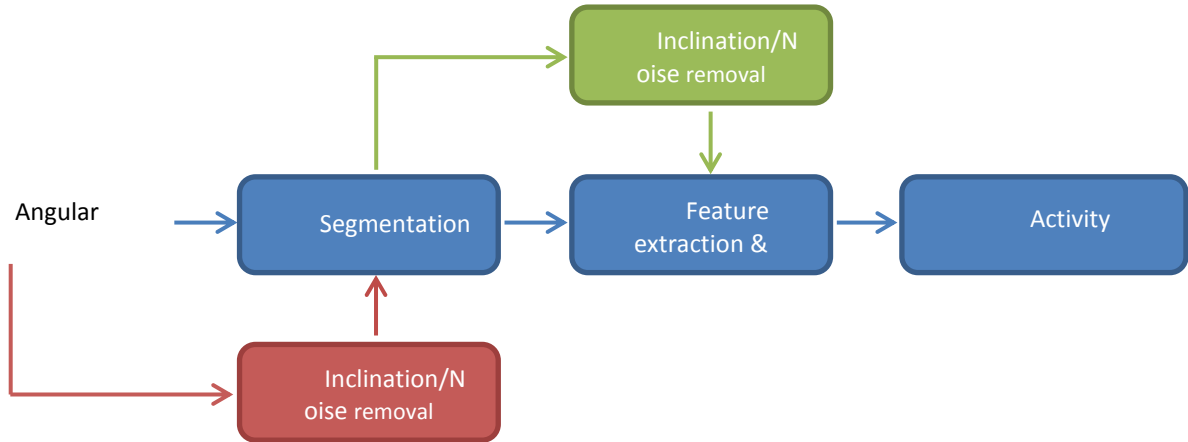 Inclination/N
oise removal
Angular
Segmentation
Feature
extraction &
Activity
Inclination/N
oise removal